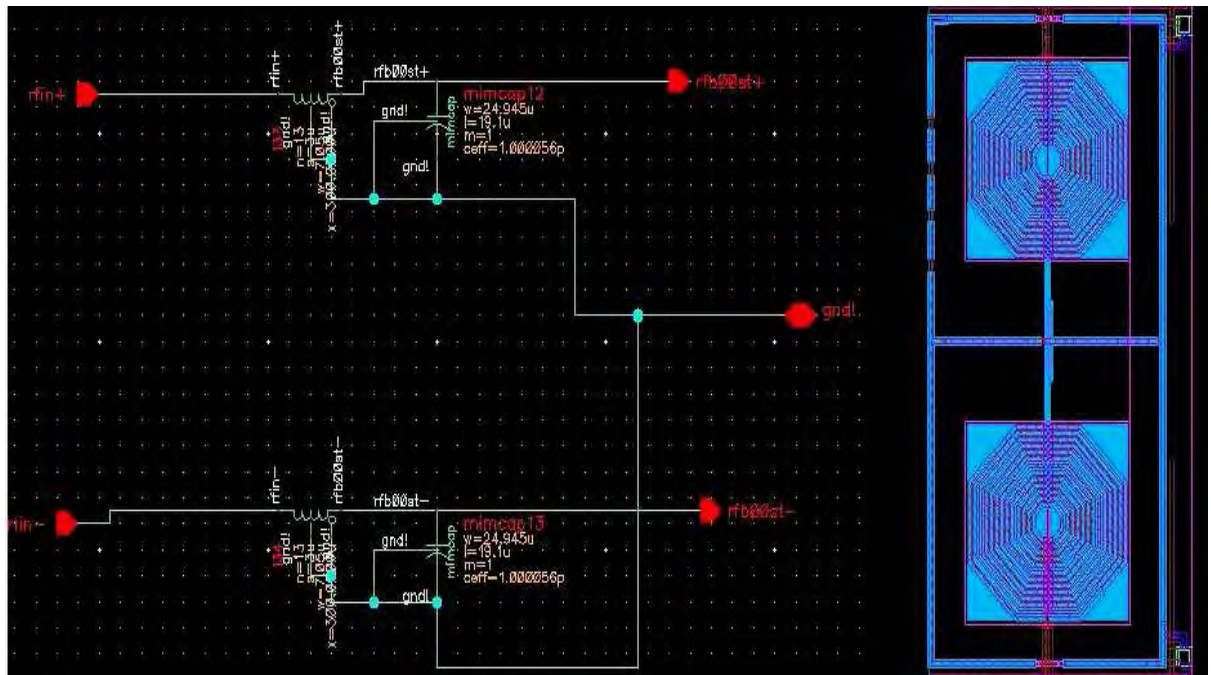 rfin+
rfb00st+
rfb00st+
rfin+
rfb00st+
mimcap12
w=24.945u
l=19.1u
m=1
ceff=1.000056p
mimcap
gnd!
gnd!
gnd!
n=13
gnd!
gnd!
rfin-
rfb00st-
rfb00st-
rfin-
rfb00st-
mimcap13
w=24.945u
l=19.1u
m=1
ceff=1.000056p
mimcap
gnd!
gnd!
n=13
gnd!